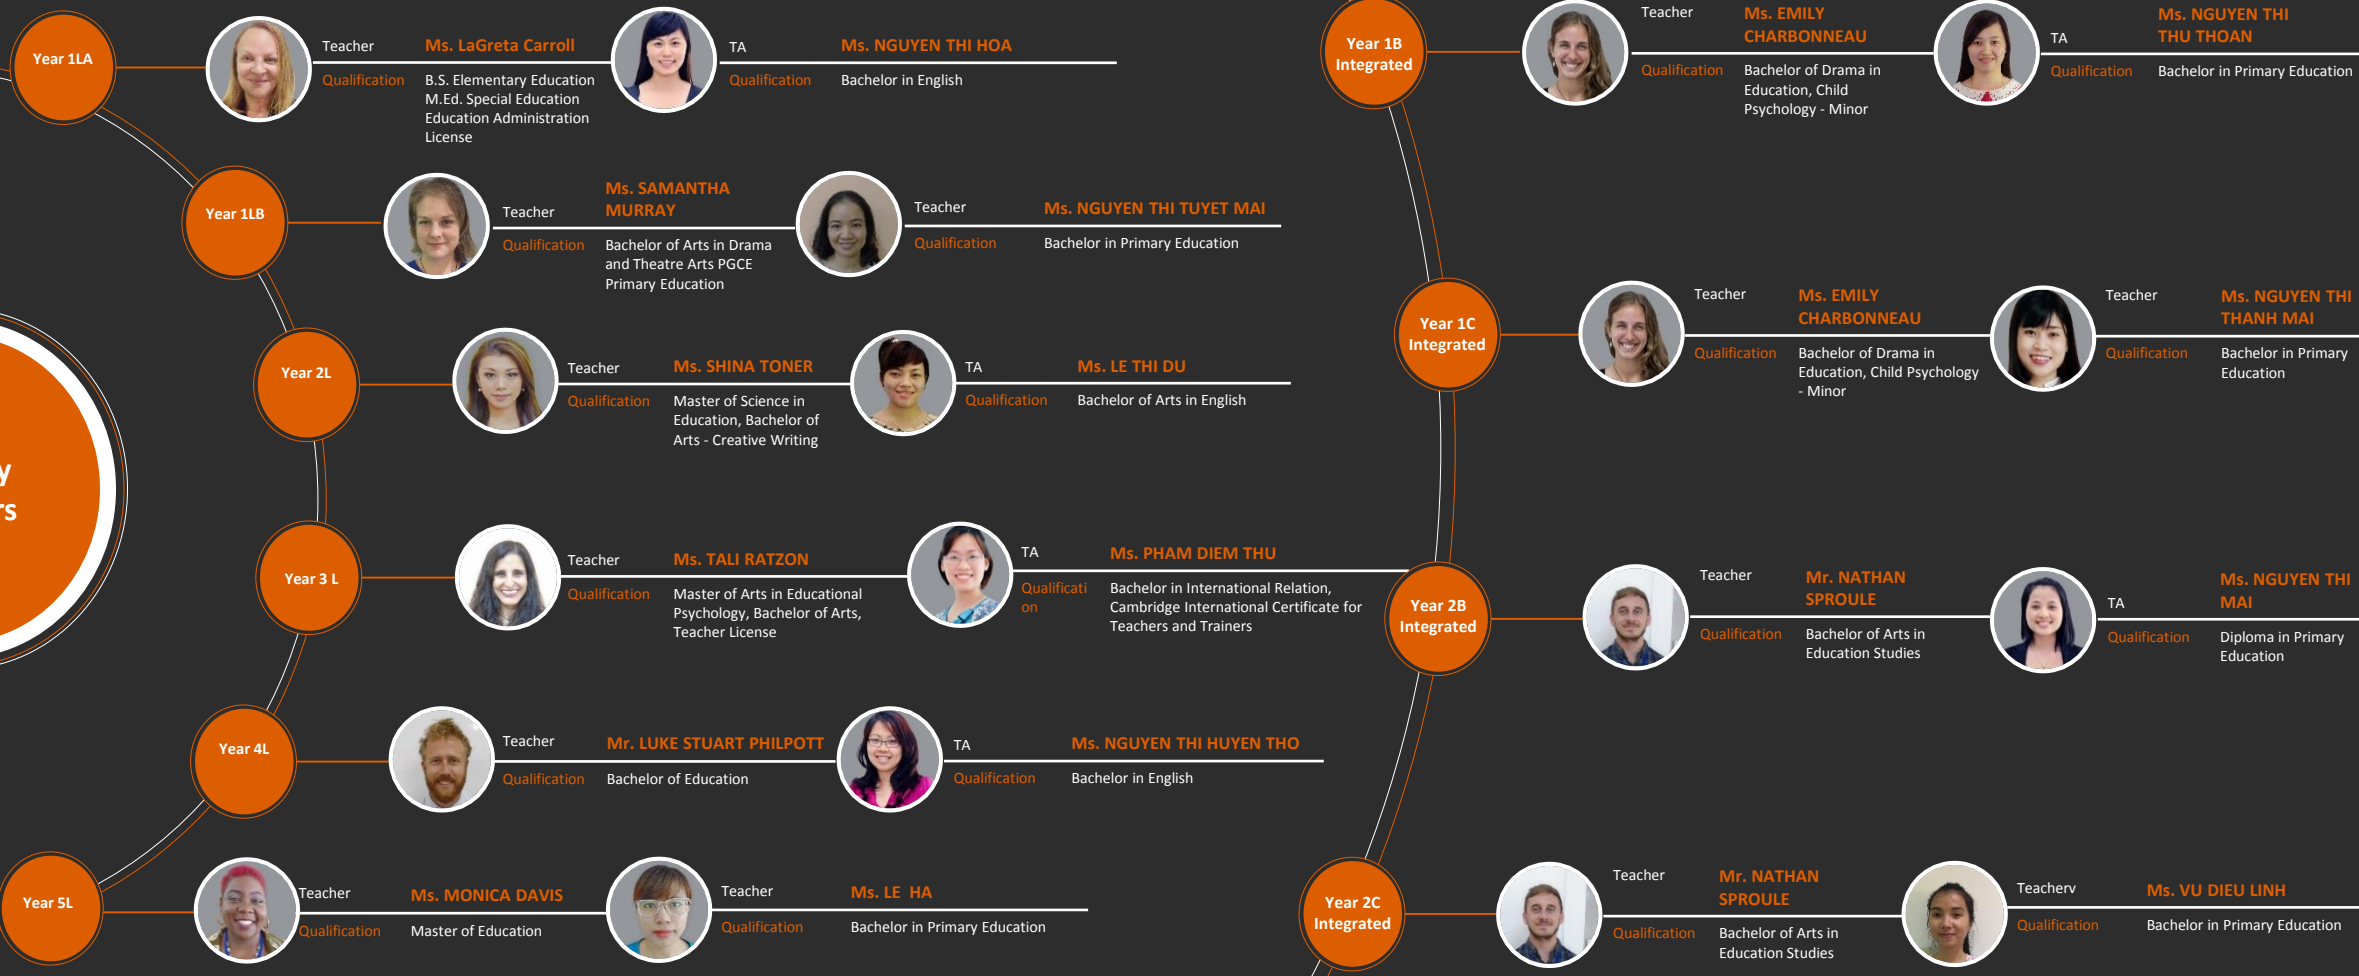 Year 1LA
Teacher
Ms. LaGreta Carroll
Qualification
B.S. Elementary Education
M.Ed. Special Education
Education Administration
License
TA
Ms. NGUYEN THI HOA
Qualification
Bachelor in English
Year 1LB
Teacher
Ms. SAMANTHA
MURRAY
Qualification
Bachelor of Arts in Drama
and Theatre Arts PGCE
Primary Education
Teacher
Ms. NGUYEN THI TUYET MAI
Qualification
Bachelor in Primary Education
Year 2L
Teacher
Ms. SHINA TONER
Qualification
Master of Science in
Education, Bachelor of
Arts - Creative Writing
TA
Ms. LE THI DU
Qualification
Bachelor of Arts in English
y
rs
Year 3 L
Teacher
Ms. TALI RATZON
Qualification
Master of Arts in Educational
Psychology, Bachelor of Arts,
Teacher License
TA
Ms. PHAM DIEM THU
Qualificati
on
Bachelor in International Relation,
Cambridge International Certificate for
Teachers and Trainers
Year 4L
Teacher
Mr. LUKE STUART PHILPOTT
Qualification
Bachelor of Education
TA
Ms. NGUYEN THI HUYEN THO
Qualification
Bachelor in English
Year 5L
Teacher
Ms. MONICA DAVIS
Qualification
Master of Education
Teacher
Ms. LE  HA
Qualification
Bachelor in Primary Education
Year 1B
Integrated
Teacher
Ms. EMILY
CHARBONNEAU
Qualification
Bachelor of Drama in
Education, Child
Psychology - Minor
TA
Ms. NGUYEN THI
THU THOAN
Qualification
Bachelor in Primary Education
Year 1C
Integrated
Teacher
Ms. EMILY
CHARBONNEAU
Qualification
Bachelor of Drama in
Education, Child Psychology
- Minor
Teacher
Ms. NGUYEN THI
THANH MAI
Qualification
Bachelor in Primary
Education
Year 2B
Integrated
Teacher
Mr. NATHAN
SPROULE
Qualification
Bachelor of Arts in
Education Studies
TA
Ms. NGUYEN THI
MAI
Qualification
Diploma in Primary
Education
Year 2C
Integrated
Teacher
Mr. NATHAN
SPROULE
Qualification
Bachelor of Arts in
Education Studies
Teacherv
Ms. VU DIEU LINH
Qualification
Bachelor in Primary Education